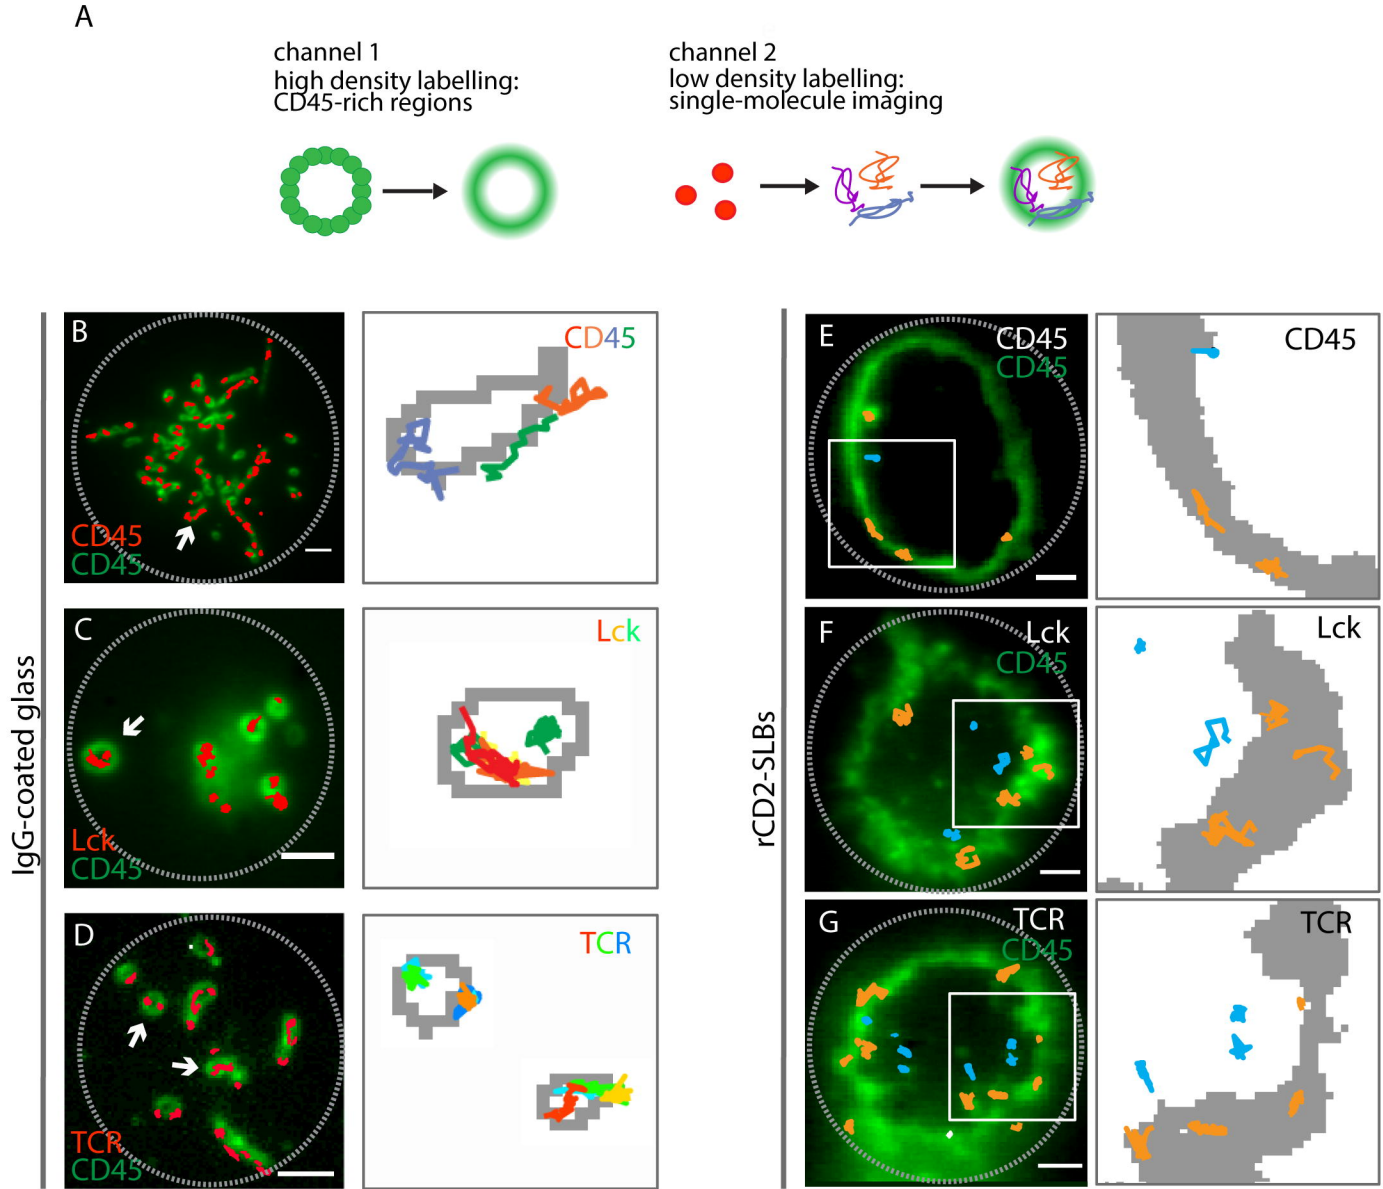 A
channel 1
high density labelling:
CD45-rich regions
channel 2
low density labelling:
single-molecule imaging
IgG-coated glass
B
CD45
CD45
CD45
C
Lck
CD45
Lck
D
TCR
CD45
TCR
rCD2-SLBs
E
CD45
CD45
CD45
F
Lck
CD45
Lck
G
TCR
CD45
TCR